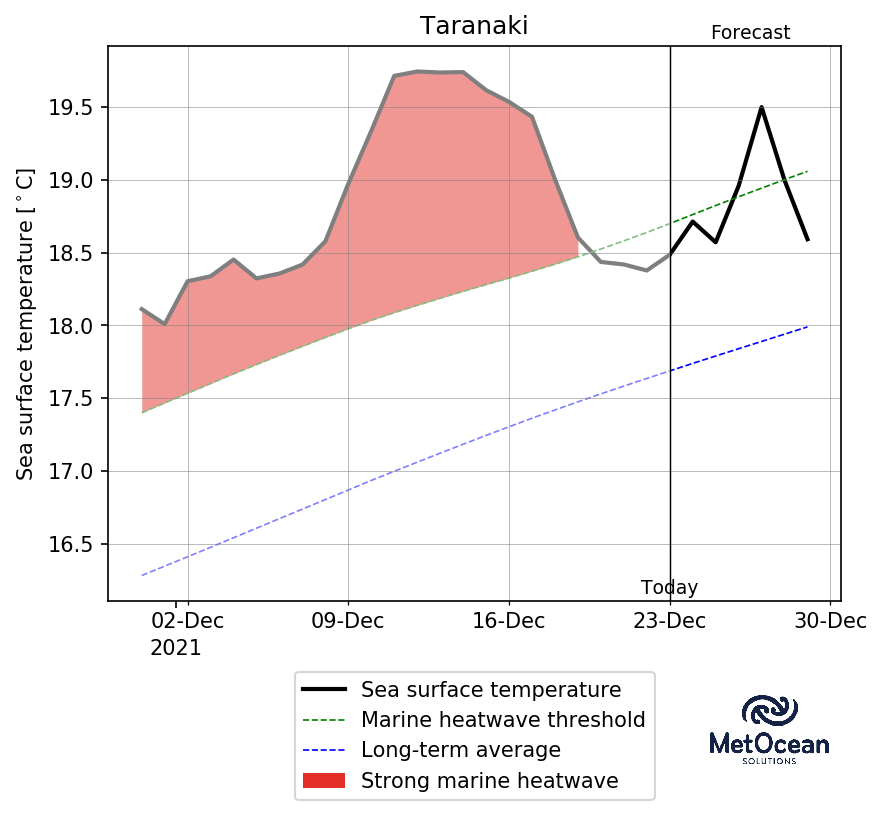 Taranaki
Forecast
Sea surface temperature [°C]
19.5
19.0
18.5
18.0
17.5
17.0
16.5
Today
02-Dec
2021
09-Dec
16-Dec
23-Dec
30-Dec
Sea surface temperature
Marine heatwave threshold
Long-term average
Strong marine heatwave
MetOcean
SOLUTIONS